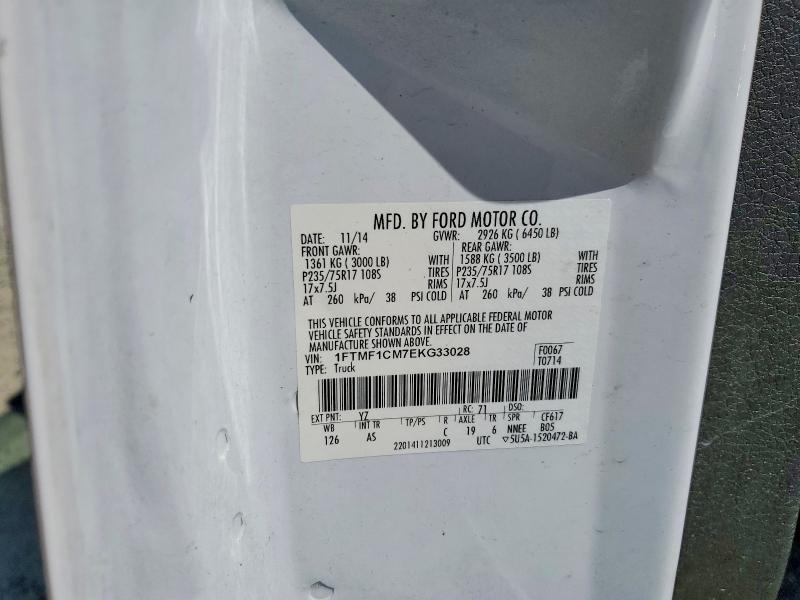 MFD. BY FORD MOTOR CO.
DATE: 11/14 GVWR: 2926 KG ( 6450 LB)
FRONT GAWR: REAR GAWR:
1361 KG ( 3000 LB) WITH 1588 KG ( 3500 LB) WITH
P235/75R17 108S TIRES P235/75R17 108S TIRES
17x7.5J RIMS 17x7.5J RIMS
AT 260 kPa/ 38 PSI COLD AT 260 kPa/ 38 PSI COLD
THIS VEHICLE CONFORMS TO ALL APPLICABLE FEDERAL MOTOR
VEHICLE SAFETY STANDARDS IN EFFECT ON THE DATE OF
MANUFACTURE SHOWN ABOVE.
VIN: 1FTMF1CM7EKG33028 F0067
TYPE: Truck T0714
EXT PNT: YZ RC: 71 DSO:
WB INT TR TP/PS R AXLE TR SPR CF617
126 AS C 19 6 NNEE B05
2201411213009 UTC ▽5U5A-1520472-BA